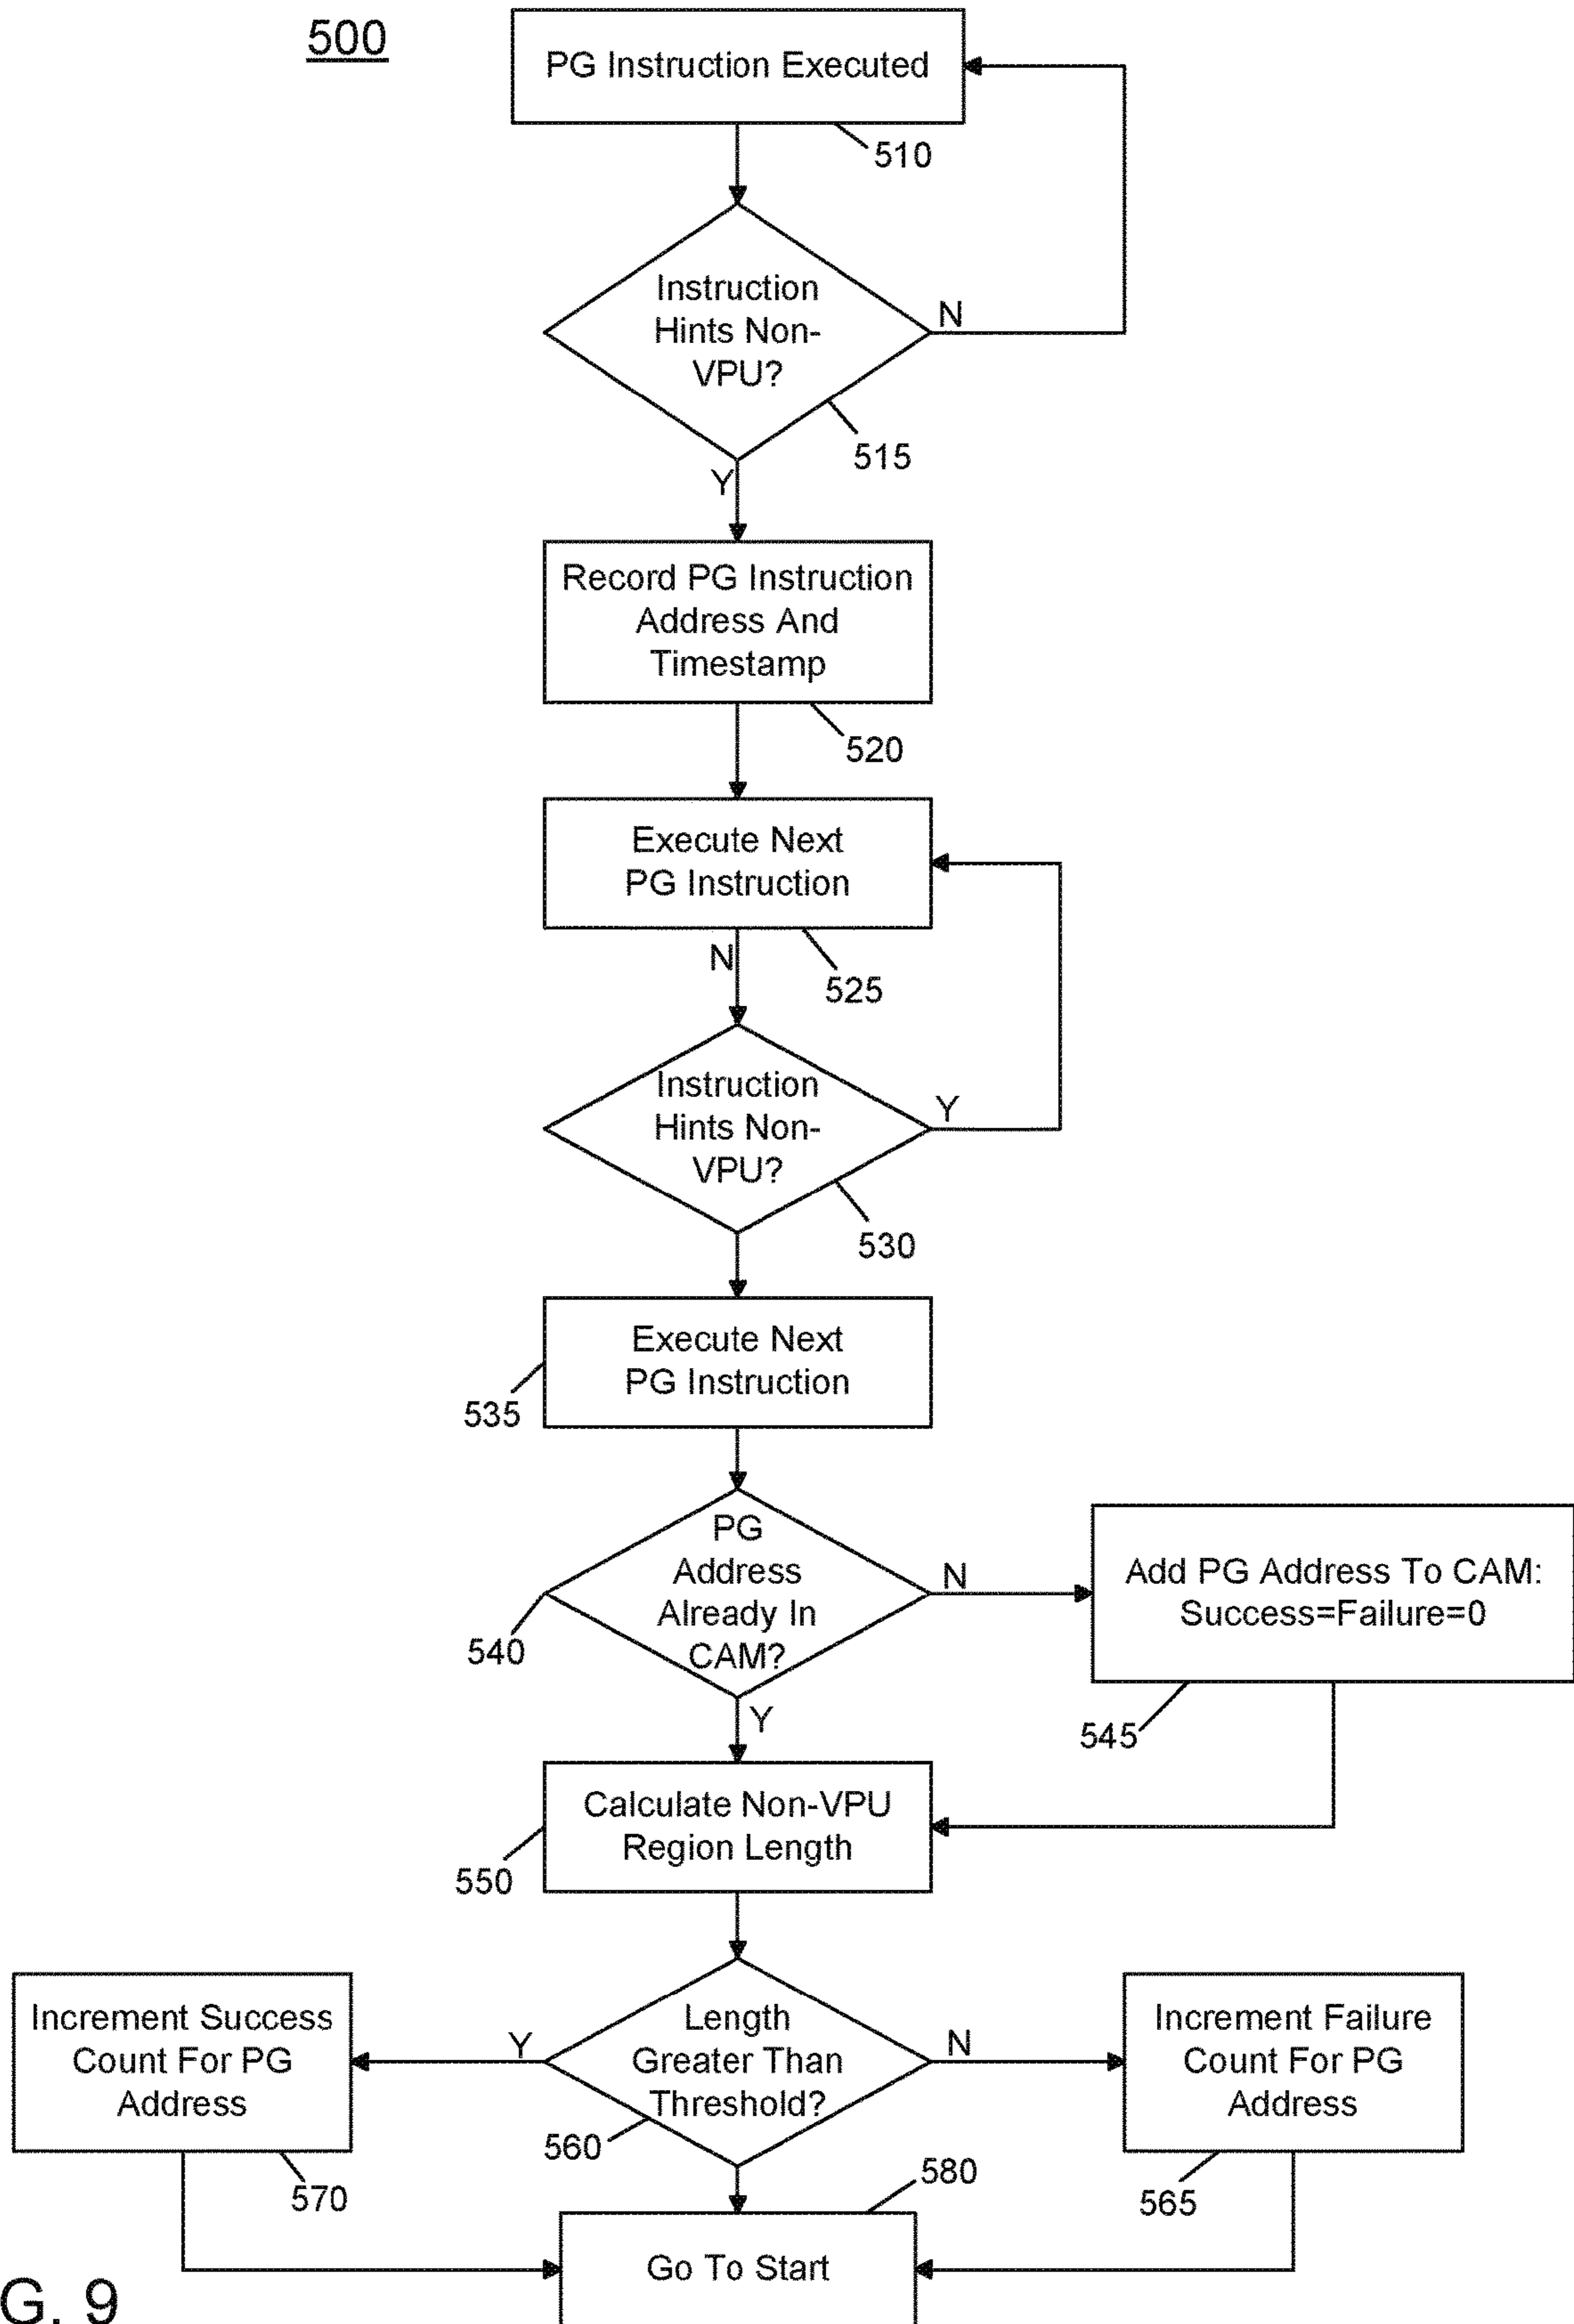 500
PG Instruction Executed
510
Instruction
Hints Non-
VPU?
N
515
Y
Record PG Instruction
Address And
Timestamp
520
Execute Next
PG Instruction
N
525
Instruction
Hints Non-
VPU?
Y
530
Execute Next
PG Instruction
535
PG
Address
Already In
CAM?
N
540
Add PG Address To CAM:
Success=Failure=0
545
Y
Calculate Non-VPU
Region Length
550
Length
Greater Than
Threshold?
Y
N
560
Increment Success
Count For PG
Address
570
Increment Failure
Count For PG
Address
565
580
Go To Start
G. 9